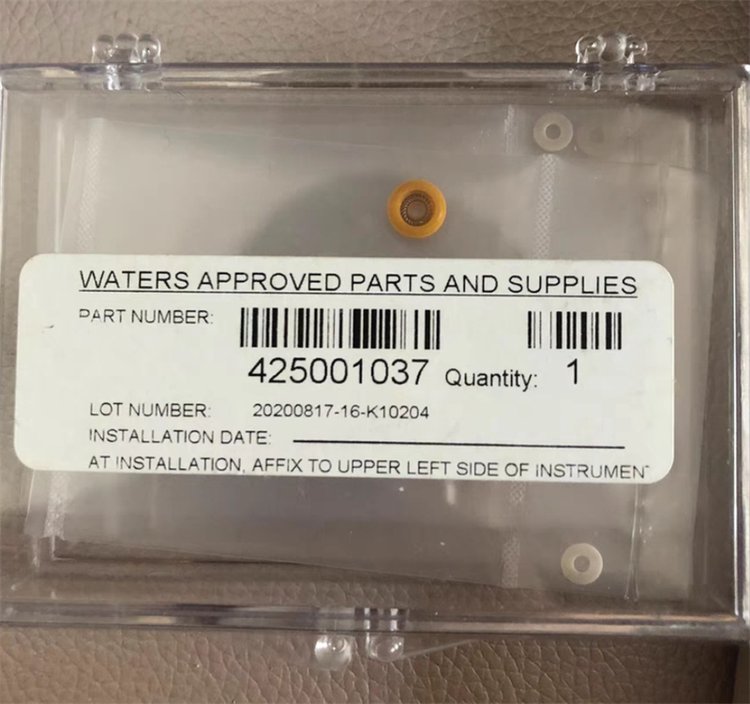 WATERS APPROVED PARTS AND SUPPLIES
PART NUMBER:
425001037 Quantity: 1
LOT NUMBER: 20200817-16-K10204
INSTALLATION DATE:
AT INSTALLATION, AFFIX TO UPPER LEFT SIDE OF INSTRUMEN